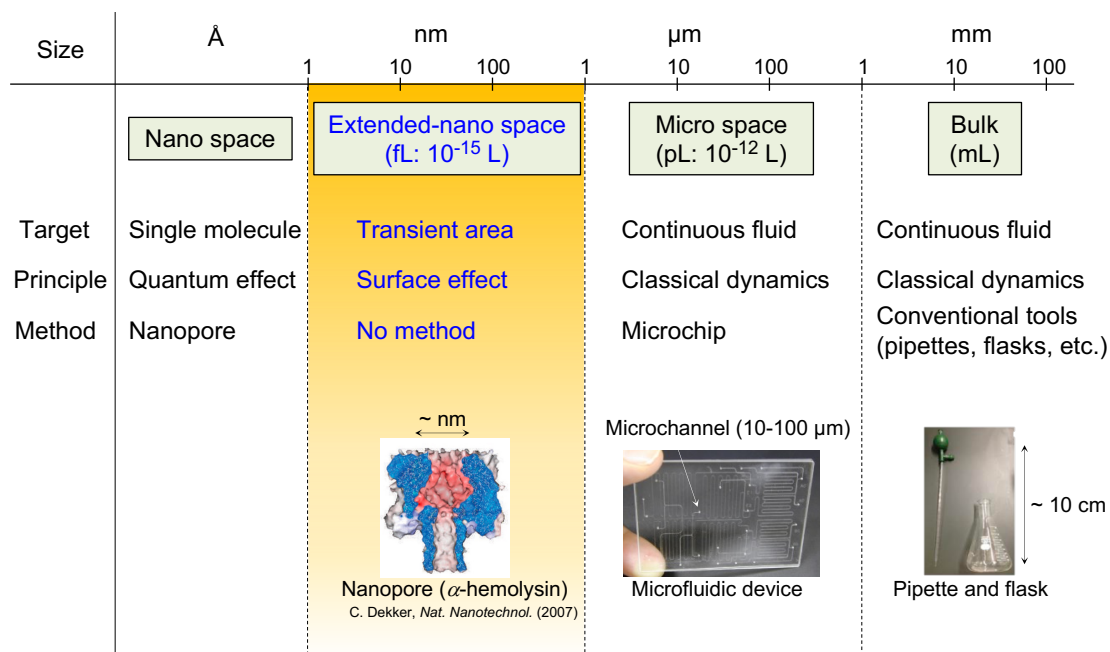 Size
Å
nm
µm
mm
1 10 100 1 10 100 1 10 100
Nano space
Extended-nano space
(fL: 10⁻¹⁵ L)
Micro space
(pL: 10⁻¹² L)
Bulk
(mL)
Target Single molecule Transient area Continuous fluid Continuous fluid
Principle Quantum effect Surface effect Classical dynamics Classical dynamics
Method Nanopore No method Microchip Conventional tools
(pipettes, flasks, etc.)
~ nm
Microchannel (10-100 µm)
~ 10 cm
Nanopore (α-hemolysin)
C. Dekker, Nat. Nanotechnol. (2007)
Microfluidic device
Pipette and flask